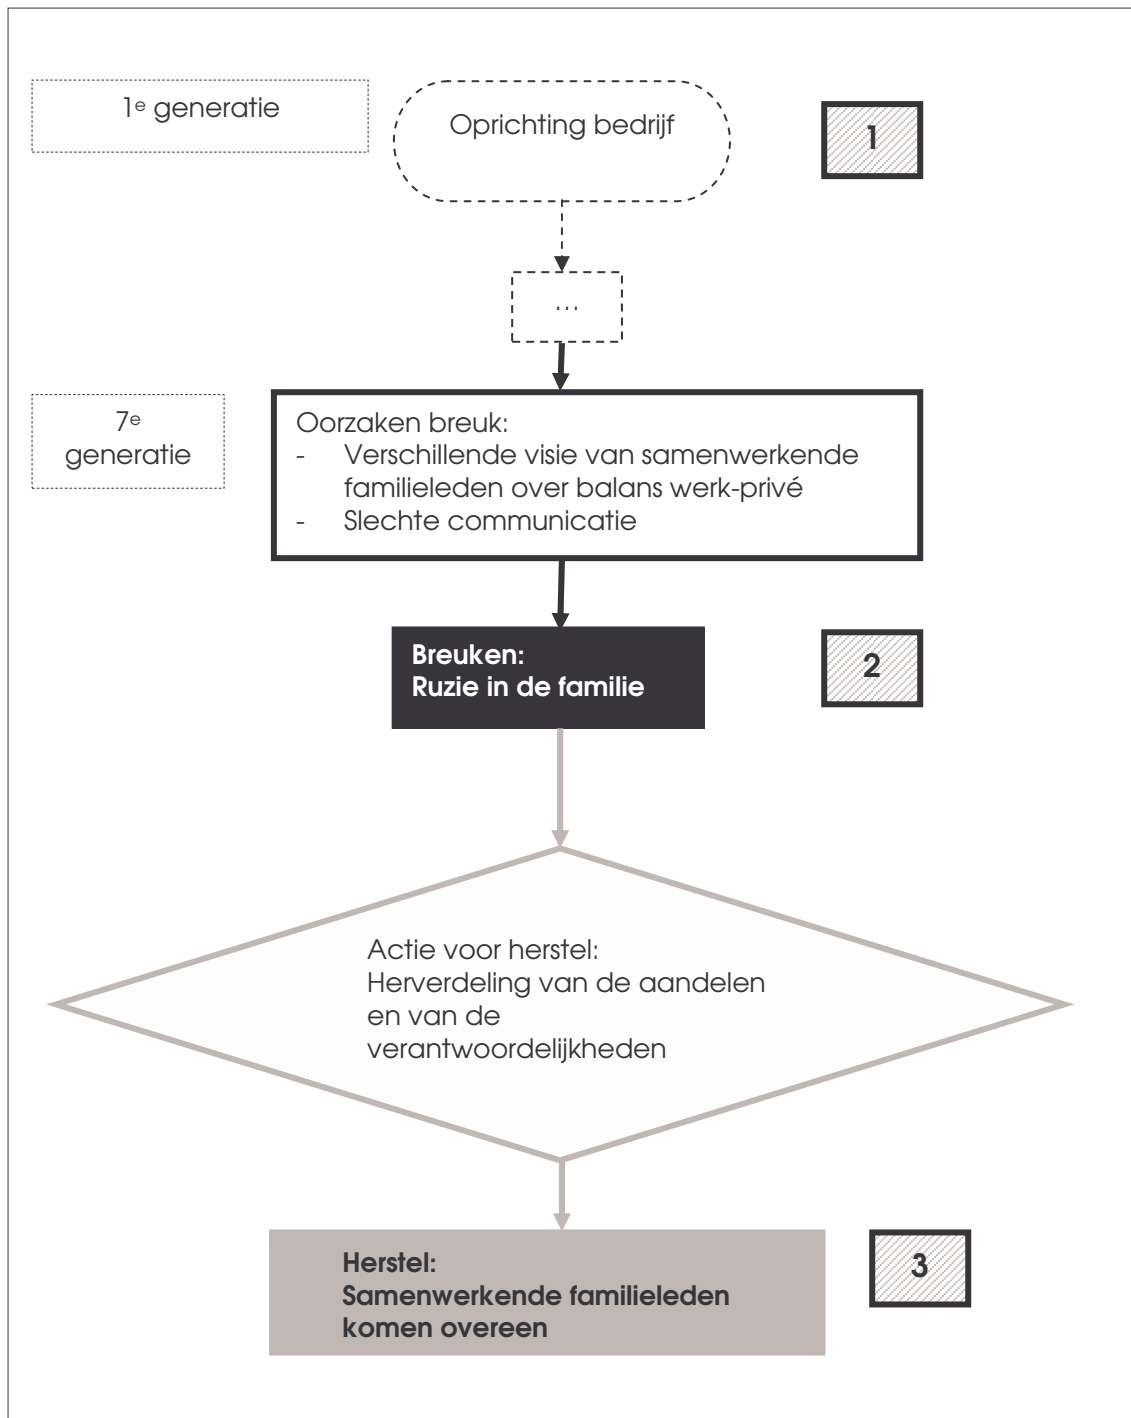 1e generatie
Oprichting bedrijf
1
...
7e
generatie
Oorzaken breuk:
- Verschillende visie van samenwerkende
familieleden over balans werk-privé
- Slechte communicatie
Breuken:
Ruzie in de familie
2
Actie voor herstel:
Herverdeling van de aandelen
en van de
verantwoordelijkheden
Herstel:
Samenwerkende familieleden
komen overeen
3